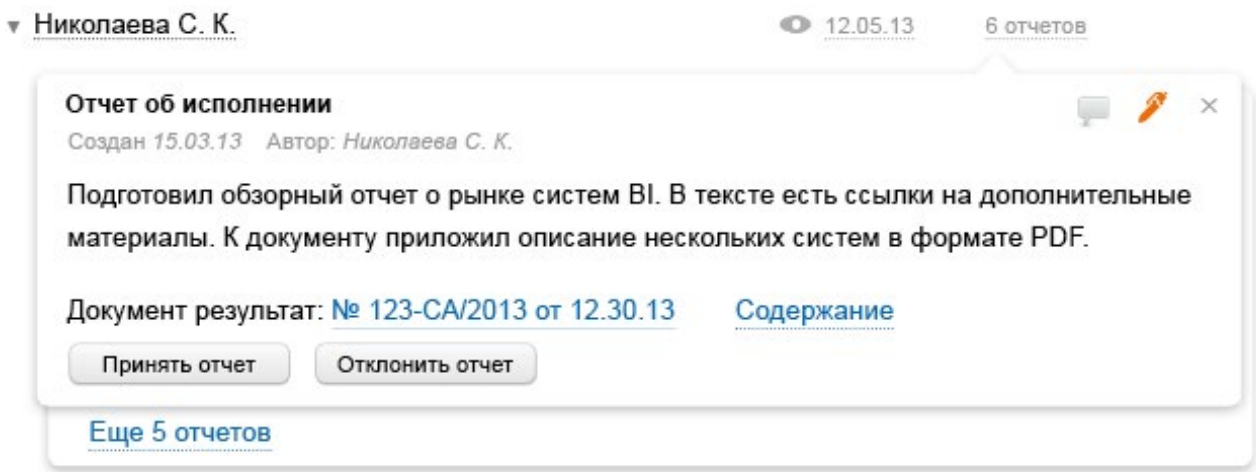 Николаева С. К. 12.05.13 6 отчетов
Отчет об исполнении
Создан 15.03.13 Автор: Николаева С. К.
Подготовил обзорный отчет о рынке систем BI. В тексте есть ссылки на дополнительные
материалы. К документу приложил описание нескольких систем в формате PDF.
Документ результат: № 123-СА/2013 от 12.30.13 Содержание
Принять отчет Отклонить отчет
Еще 5 отчетов